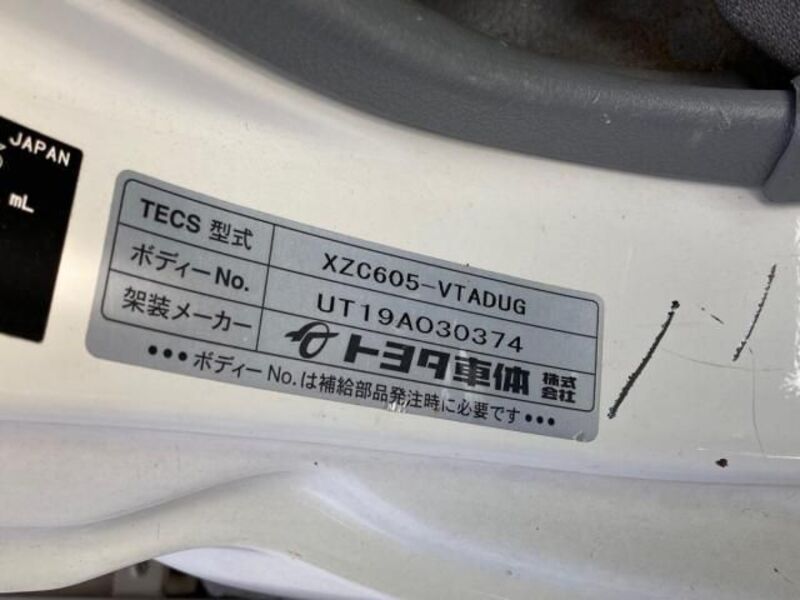 JAPAN
mL
TECS 型式 XZC605-VTADUG
ボディーNo. UT19A030374
架装メーカー トヨタ車体 株式会社
•••ボディーNo.は補給部品発注時に必要です•••